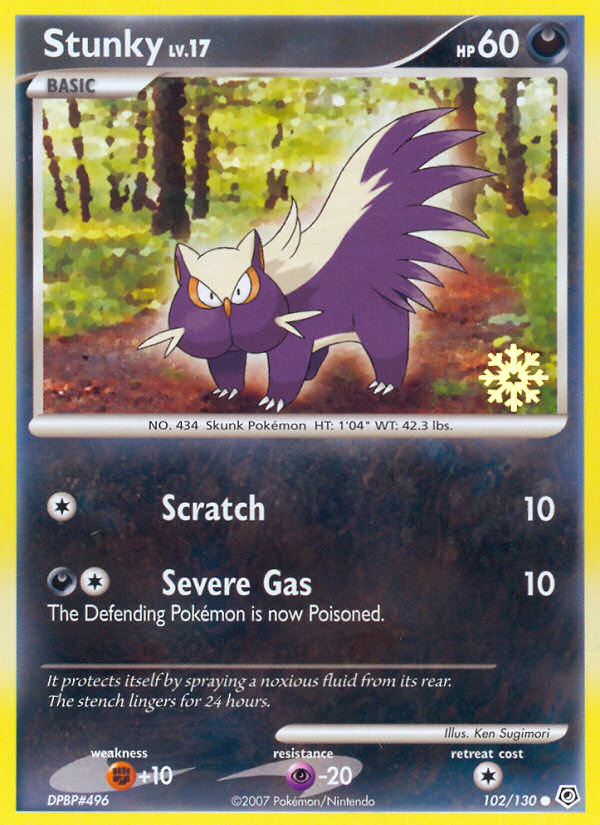 Stunky LV.17 HP 60
BASIC
NO. 434 Skunk Pokémon HT: 1'04" WT: 42.3 lbs.
Scratch 10
Severe Gas 10
The Defending Pokémon is now Poisoned.
It protects itself by spraying a noxious fluid from its rear.
The stench lingers for 24 hours.
Illus. Ken Sugimori
weakness resistance retreat cost
+10 -20
DPBP#496 ©2007 Pokémon/Nintendo 102/130